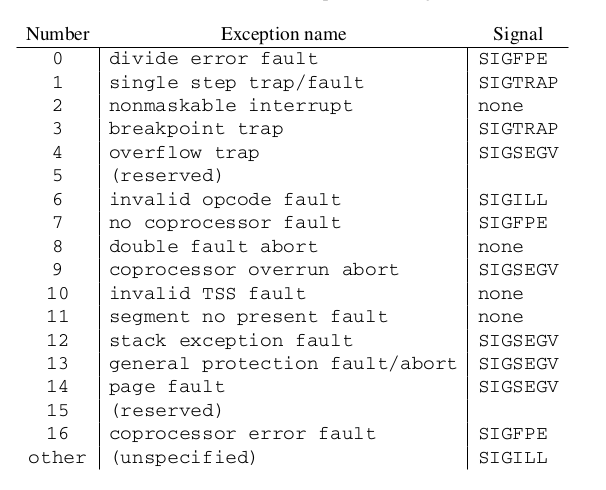 Number Exception name Signal
0 divide error fault SIGFPE
1 single step trap/fault SIGTRAP
2 nonmaskable interrupt none
3 breakpoint trap SIGTRAP
4 overflow trap SIGSEGV
5 (reserved)
6 invalid opcode fault SIGILL
7 no coprocessor fault SIGFPE
8 double fault abort none
9 coprocessor overrun abort SIGSEGV
10 invalid TSS fault none
11 segment no present fault none
12 stack exception fault SIGSEGV
13 general protection fault/abort SIGSEGV
14 page fault SIGSEGV
15 (reserved)
16 coprocessor error fault SIGFPE
other (unspecified) SIGILL